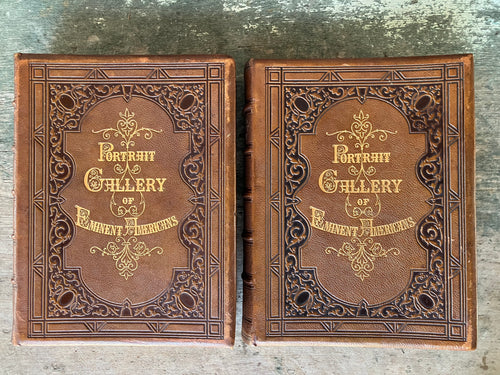 PORTRAIT
GALLERY
OF
EMINENT AMERICANS
PORTRAIT
GALLERY
OF
EMINENT AMERICANS